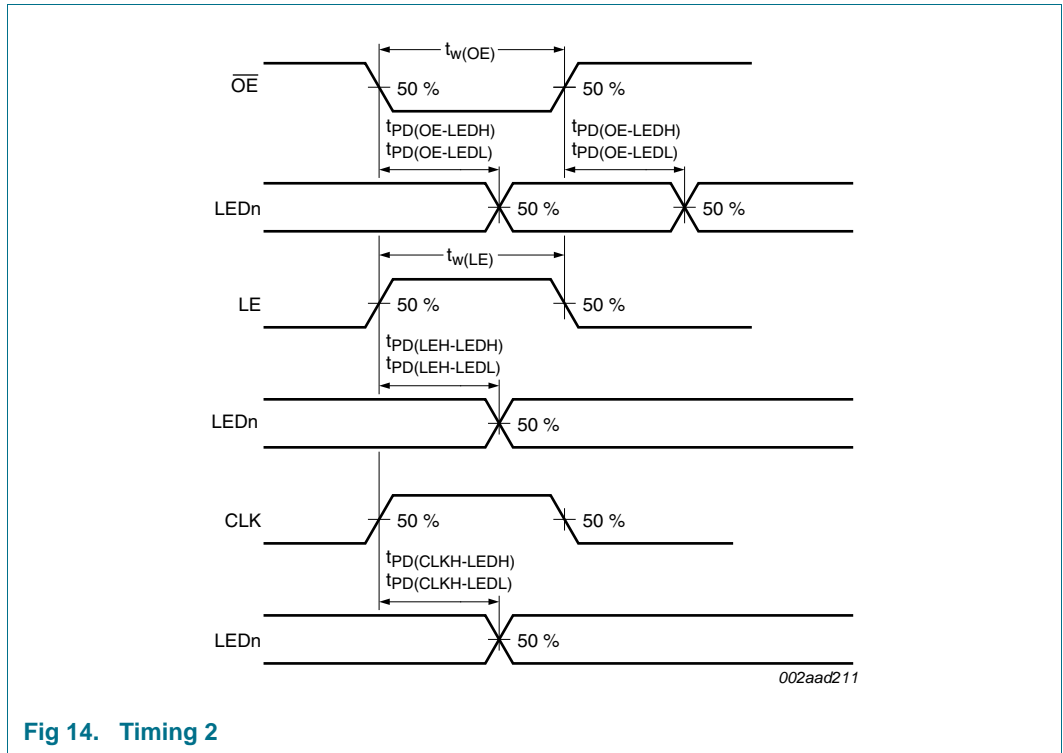 tw(OE)
OE
50 %
50 %
tPD(OE-LEDH)
tPD(OE-LEDH)
tPD(OE-LEDL)
tPD(OE-LEDL)
LEDn
50 %
50 %
tw(LE)
LE
50 %
50 %
tPD(LEH-LEDH)
tPD(LEH-LEDL)
LEDn
50 %
CLK
50 %
50 %
tPD(CLKH-LEDH)
tPD(CLKH-LEDL)
LEDn
50 %
002aad211
Fig 14. Timing 2